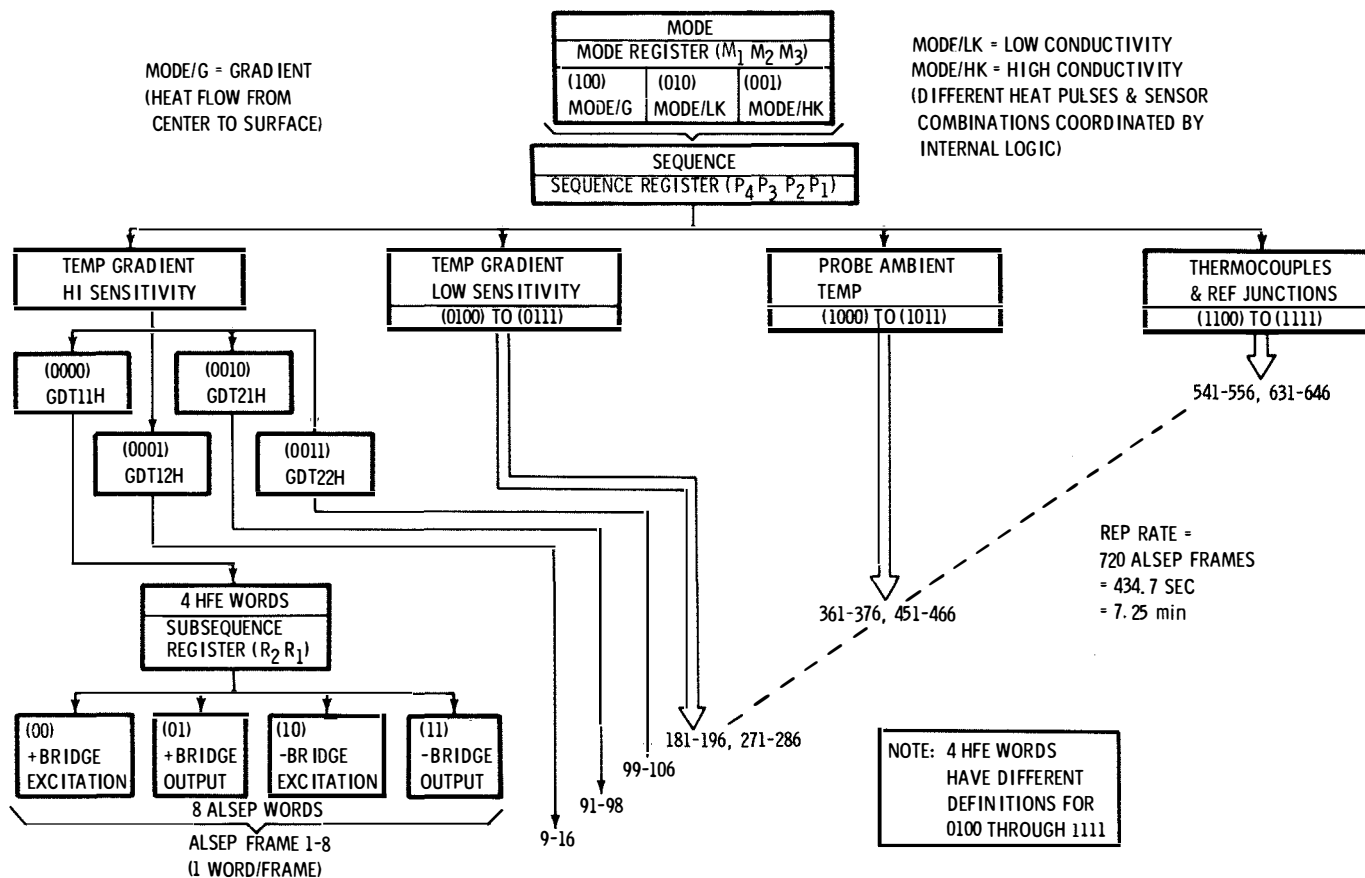 MODE
MODE REGISTER (M1 M2 M3)
(100)
MODE/G
(010)
MODE/LK
(001)
MODE/HK
MODE/G = GRADIENT
(HEAT FLOW FROM
CENTER TO SURFACE)
MODE/LK = LOW CONDUCTIVITY
MODE/HK = HIGH CONDUCTIVITY
(DIFFERENT HEAT PULSES & SENSOR
COMBINATIONS COORDINATED BY
INTERNAL LOGIC)
SEQUENCE
SEQUENCE REGISTER (P4 P3 P2 P1)
TEMP GRADIENT
HI SENSITIVITY
TEMP GRADIENT
LOW SENSITIVITY
(0100) TO (0111)
PROBE AMBIENT
TEMP
(1000) TO (1011)
THERMOCOUPLES
& REF JUNCTIONS
(1100) TO (1111)
(0000)
GDT11H
(0010)
GDT21H
(0001)
GDT12H
(0011)
GDT22H
541-556, 631-646
REP RATE =
720 ALSEP FRAMES
= 434.7 SEC
= 7.25 min
4 HFE WORDS
SUBSEQUENCE
REGISTER (R2 R1)
361-376, 451-466
(00)
+BRIDGE
EXCITATION
(01)
+BRIDGE
OUTPUT
(10)
-BRIDGE
EXCITATION
(11)
-BRIDGE
OUTPUT
181-196, 271-286
99-106
91-98
9-16
8 ALSEP WORDS
ALSEP FRAME 1-8
(1 WORD/FRAME)
NOTE: 4 HFE WORDS
HAVE DIFFERENT
DEFINITIONS FOR
0100 THROUGH 1111